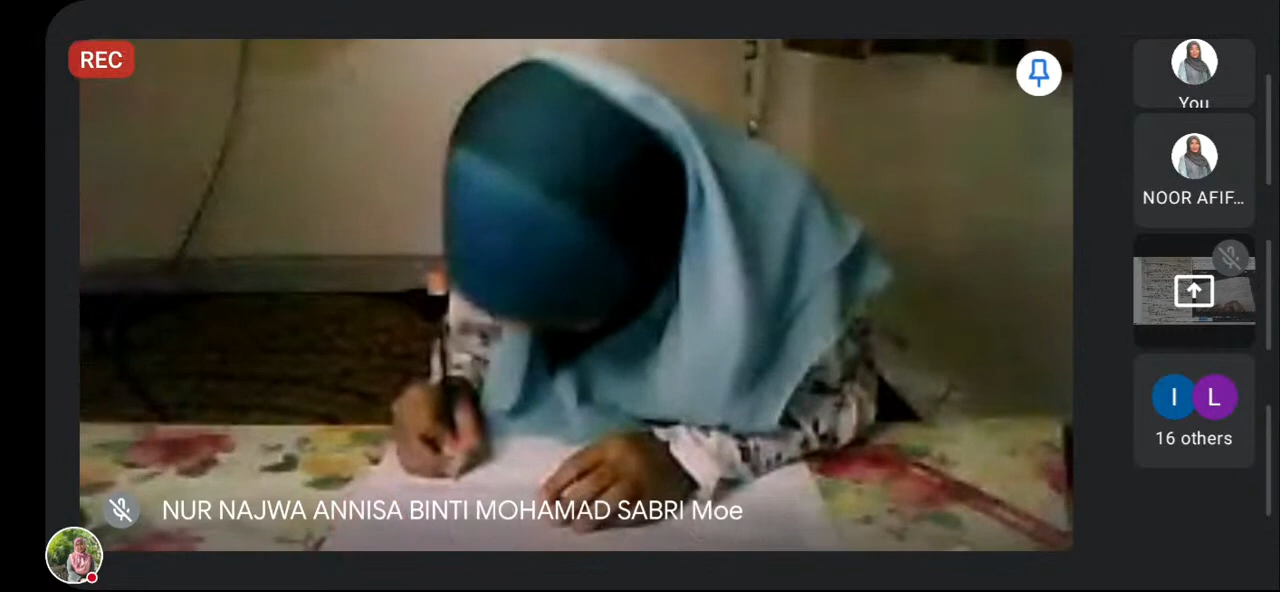 REC
You
NOOR AFIF...
I L
16 others
NUR NAJWA ANNISA BINTI MOHAMAD SABRI Moe